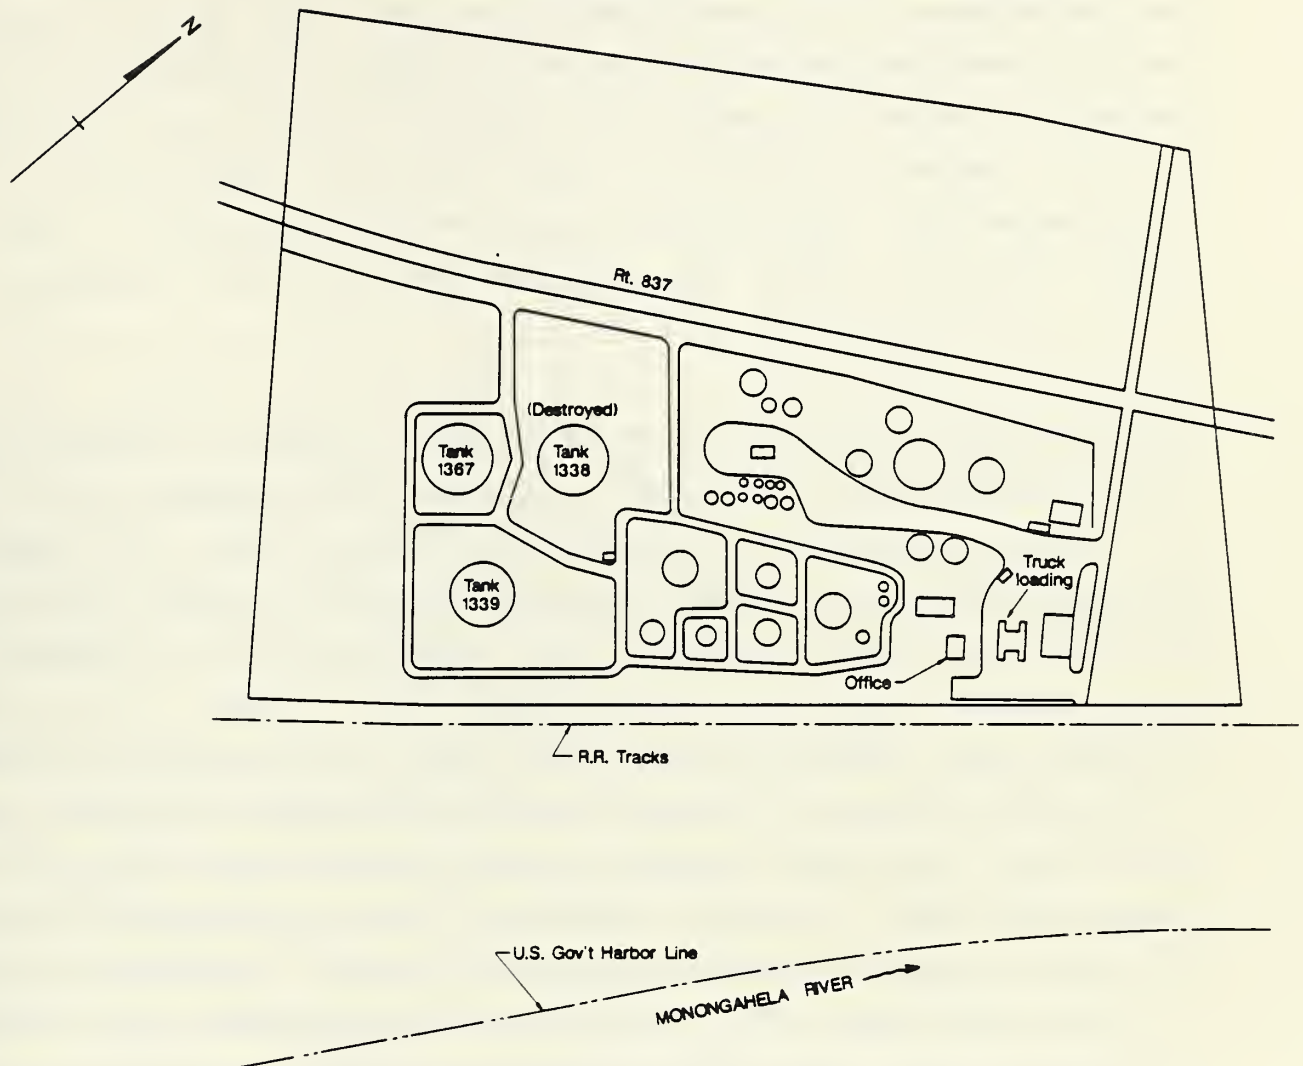 N
Rt. 837
(Destroyed)
Tank
1367
Tank
1338
Tank
1339
Truck
loading
Office
R.R. Tracks
U.S. Gov't Harbor Line
MONONGAHELA RIVER